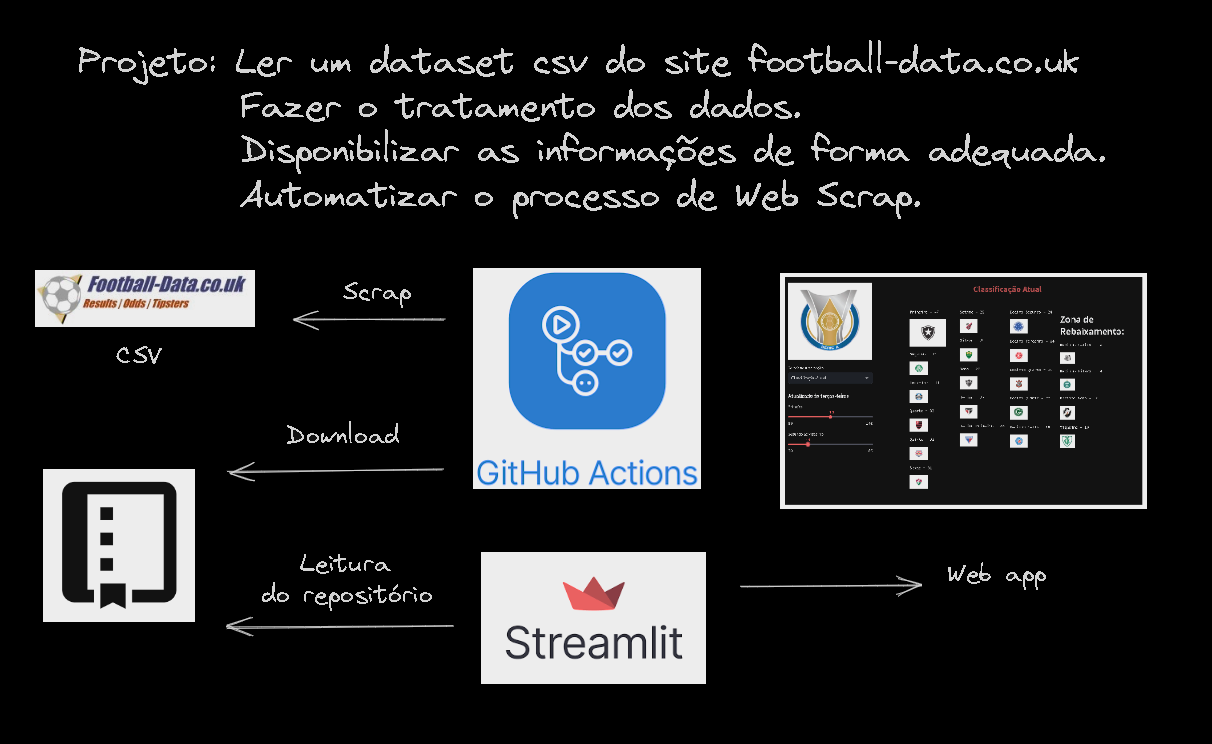 Projeto: Ler um dataset csv do site football-data.co.uk
Fazer o tratamento dos dados.
Disponibilizar as informações de forma adequada.
Automatizar o processo de Web Scrap.
Football-Data.co.uk
Results | Odds | Tipsters
CSV
Scrap
Download
GitHub Actions
Classificação Atual
Zona de
Rebaixamento:
Classificação Atual
Leitura
do repositório
Streamlit
Web app